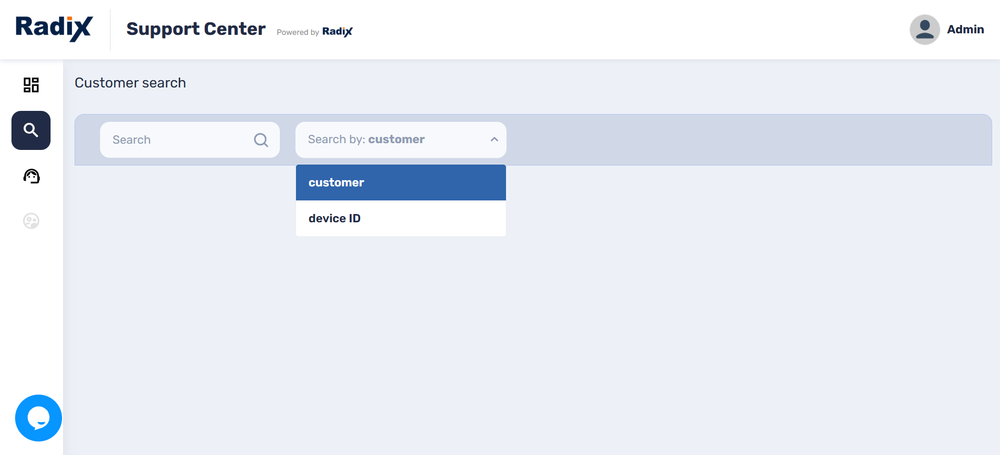 Radix
Support Center Powered by Radix
Admin
Customer search
Search
Search by: customer
customer
device ID